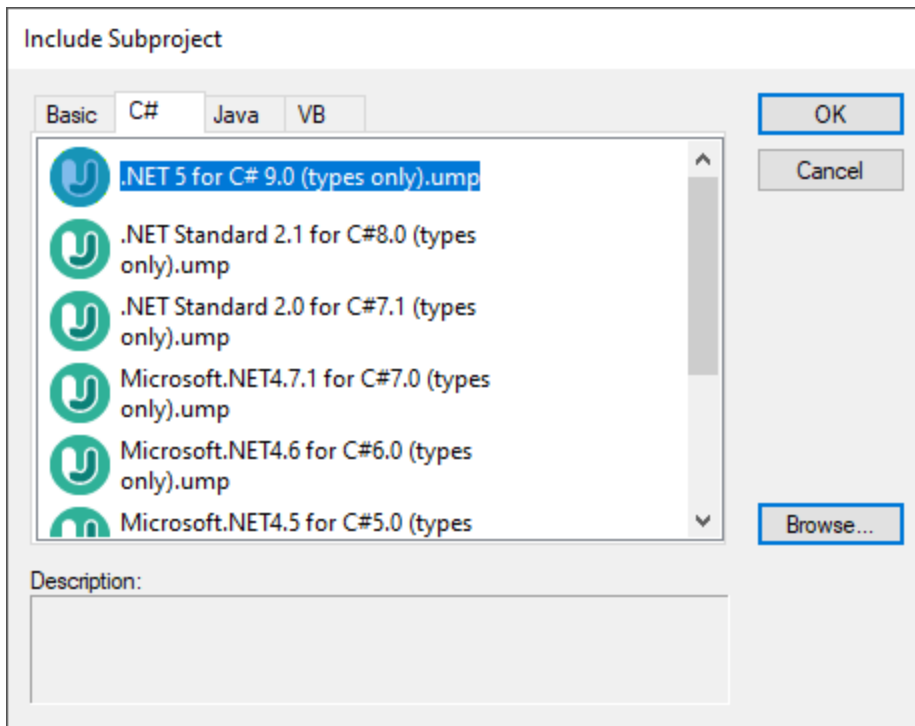 Include Subproject
Basic C# Java VB
OK
Cancel
.NET 5 for C# 9.0 (types only).ump
.NET Standard 2.1 for C#8.0 (types
only).ump
.NET Standard 2.0 for C#7.1 (types
only).ump
Microsoft.NET4.7.1 for C#7.0 (types
only).ump
Microsoft.NET4.6 for C#6.0 (types
only).ump
Microsoft.NET4.5 for C#5.0 (types
Browse...
Description: